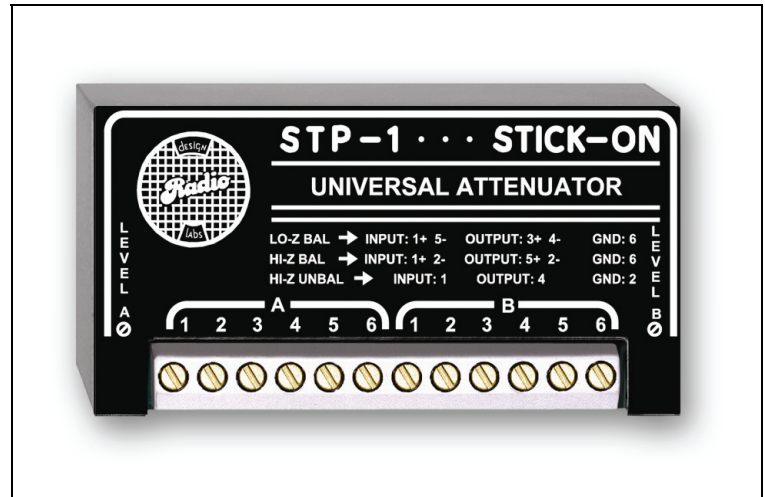 STP-1 · · · STICK-ON
design
Radio
labs
UNIVERSAL ATTENUATOR
LO-Z BAL → INPUT: 1+ 5- OUTPUT: 3+ 4- GND: 6
HI-Z BAL → INPUT: 1+ 2- OUTPUT: 5+ 2- GND: 6
HI-Z UNBAL → INPUT: 1 OUTPUT: 4 GND: 2
LEVEL A
LEVEL B
A
B
1 2 3 4 5 6 1 2 3 4 5 6